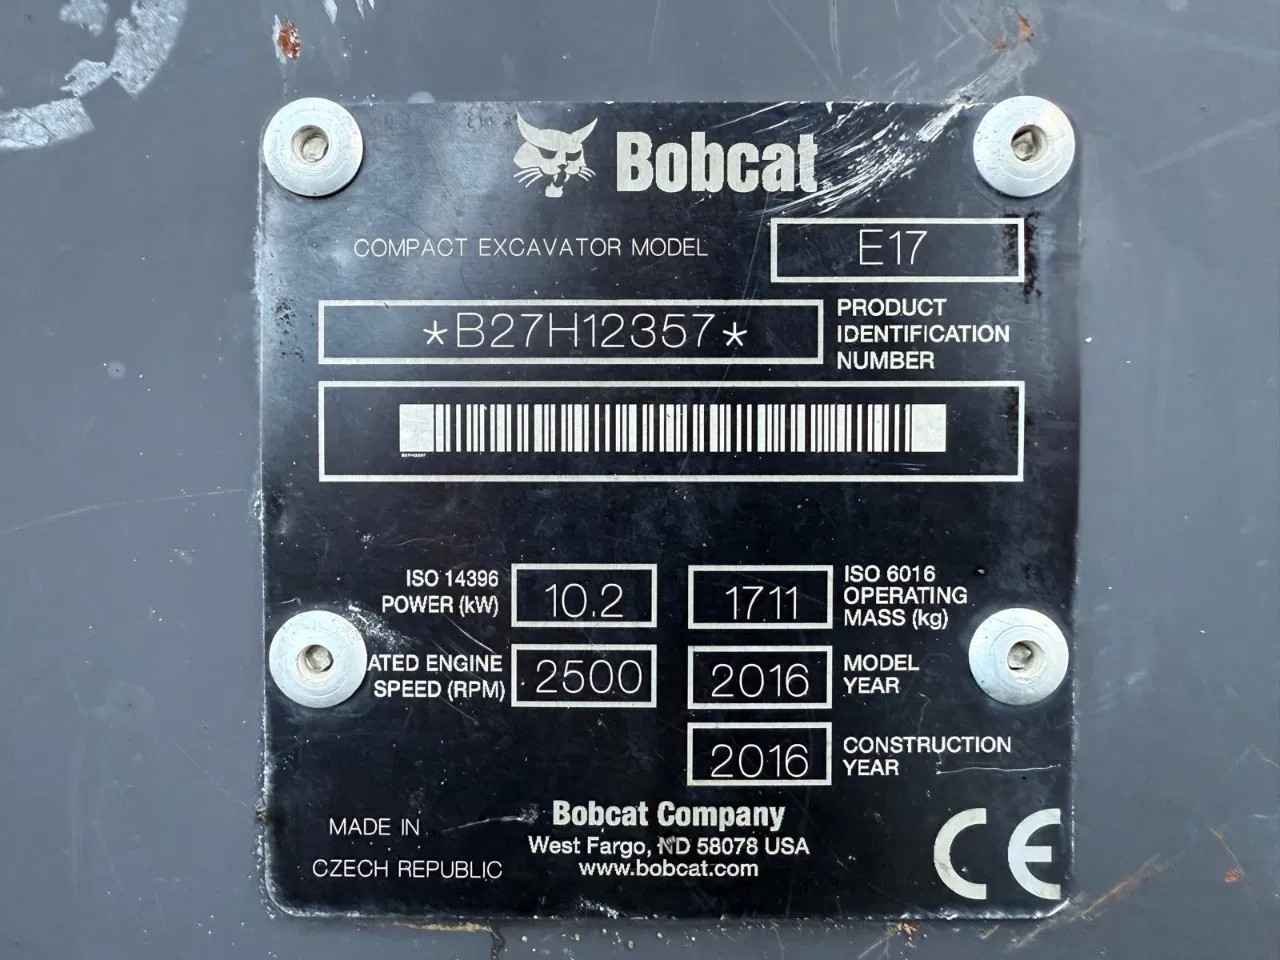 Bobcat
COMPACT EXCAVATOR MODEL E17
*B27H12357*
PRODUCT
IDENTIFICATION
NUMBER
ISO 14396
POWER (kW)
10.2
1711
ISO 6016
OPERATING
MASS (kg)
ATED ENGINE
SPEED (RPM)
2500
2016
MODEL
YEAR
2016
CONSTRUCTION
YEAR
Bobcat Company
West Fargo, ND 58078 USA
www.bobcat.com
MADE IN
CZECH REPUBLIC
CE